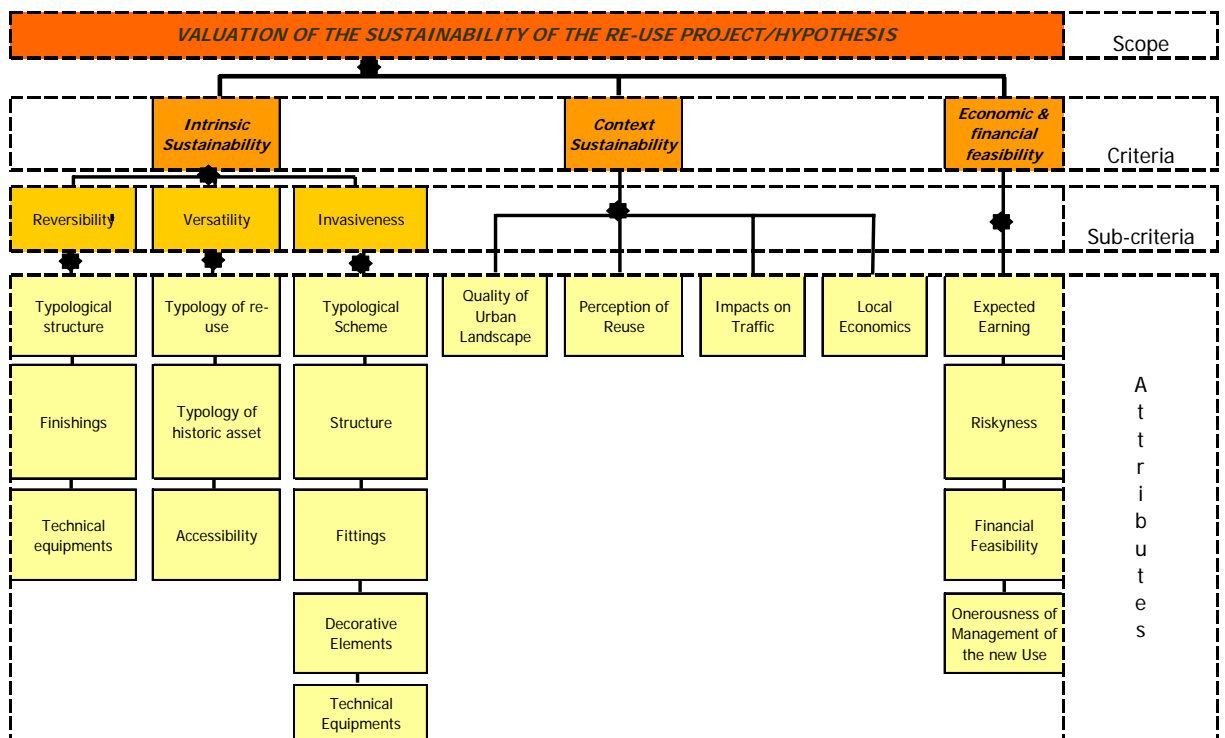 VALUATION OF THE SUSTAINABILITY OF THE RE-USE PROJECT/HYPOTHESIS
Scope
Intrinsic
Sustainability
Context
Sustainability
Economic &
financial
feasibility
Criteria
Reversibility
Versatility
Invasiveness
Sub-criteria
Typological
structure
Typology of re-
use
Typological
Scheme
Quality of
Urban
Landscape
Perception of
Reuse
Impacts on
Traffic
Local
Economics
Expected
Earning
Finishings
Typology of
historic asset
Structure
Riskyness
Technical
equipments
Accessibility
Fittings
Financial
Feasibility
Decorative
Elements
Onerousness of
Management of
the new Use
Technical
Equipments
A
t
t
r
i
b
u
t
e
s